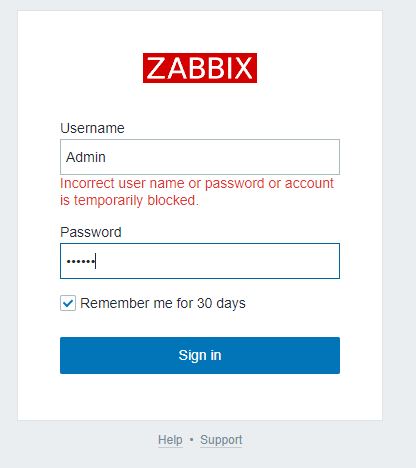 ZABBIX
Username
Admin
Incorrect user name or password or account
is temporarily blocked.
Password
••••••
Remember me for 30 days
Sign in
Help • Support